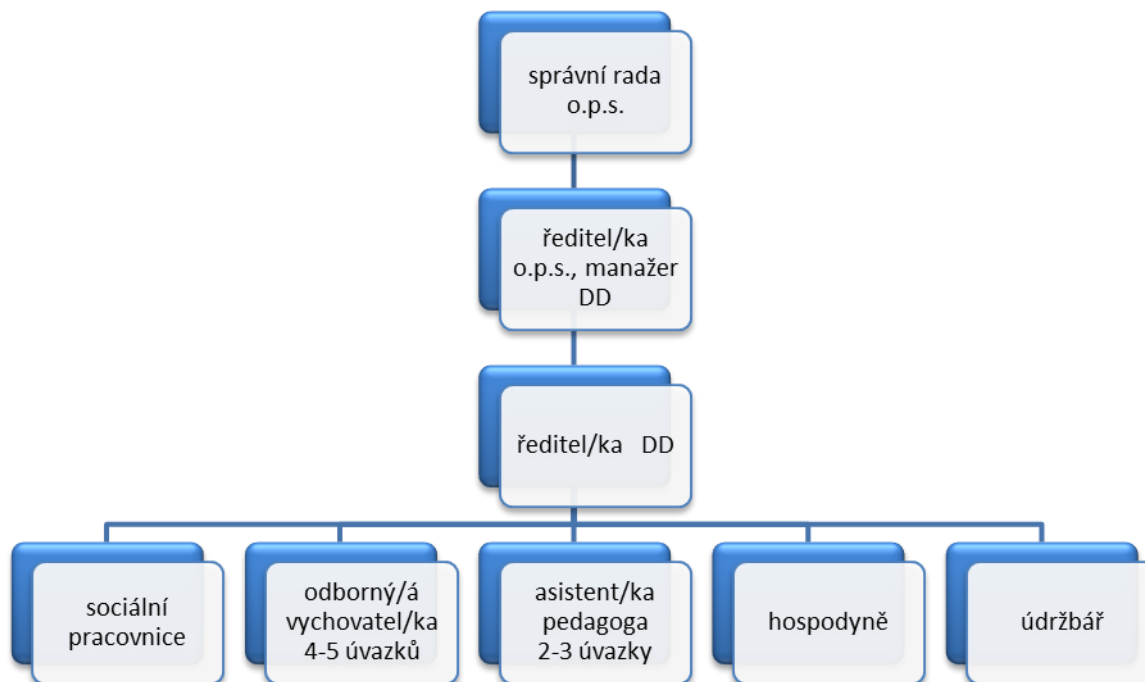 správní rada
o.p.s.
ředitel/ka
o.p.s., manažer
DD
ředitel/ka DD
sociální
pracovnice
odborný/á
vychovatel/ka
4-5 úvazků
asistent/ka
pedagoga
2-3 úvazky
hospodyně
údržbář